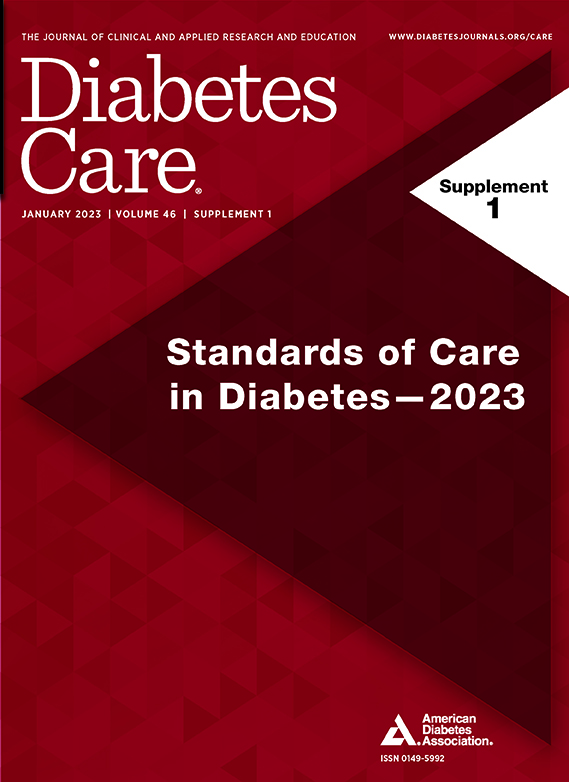 THE JOURNAL OF CLINICAL AND APPLIED RESEARCH AND EDUCATION
WWW.DIABETESJOURNALS.ORG/CARE
Diabetes
Care®
JANUARY 2023 | VOLUME 46 | SUPPLEMENT 1
Supplement
1
Standards of Care
in Diabetes—2023
American
Diabetes
Association®
ISSN 0149-5992